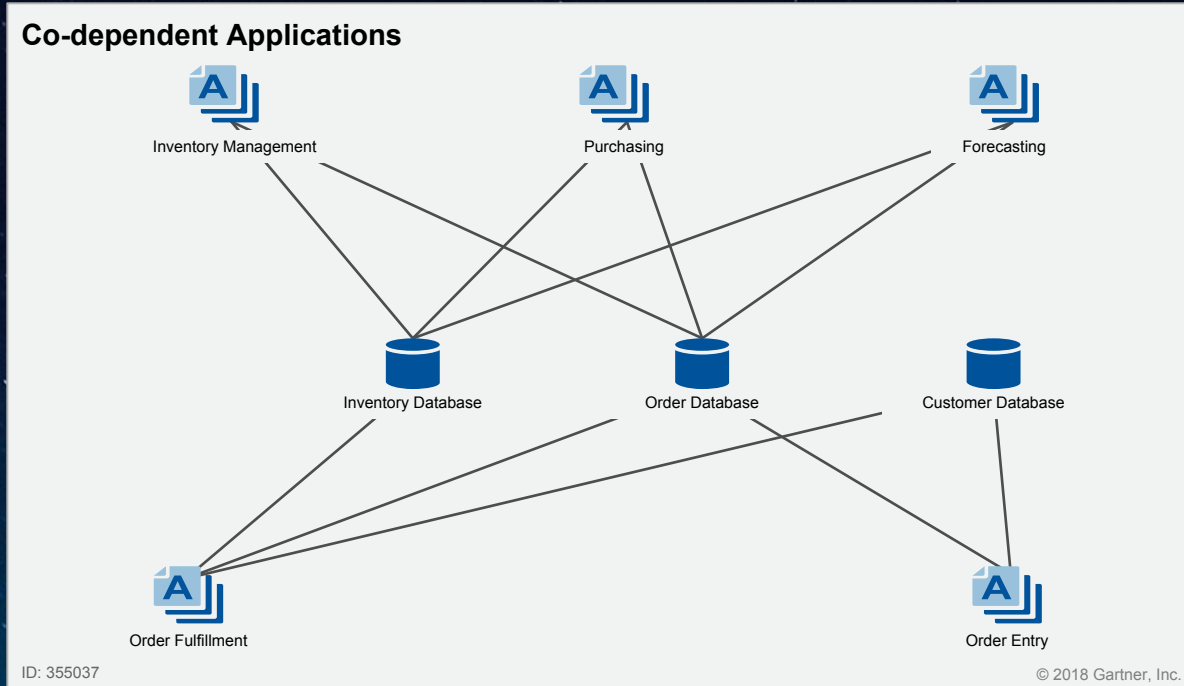 Co-dependent Applications
A
A
A
Inventory Management
Purchasing
Forecasting
Inventory Database
Order Database
Customer Database
A
A
Order Fulfillment
Order Entry
ID: 355037
© 2018 Gartner, Inc.